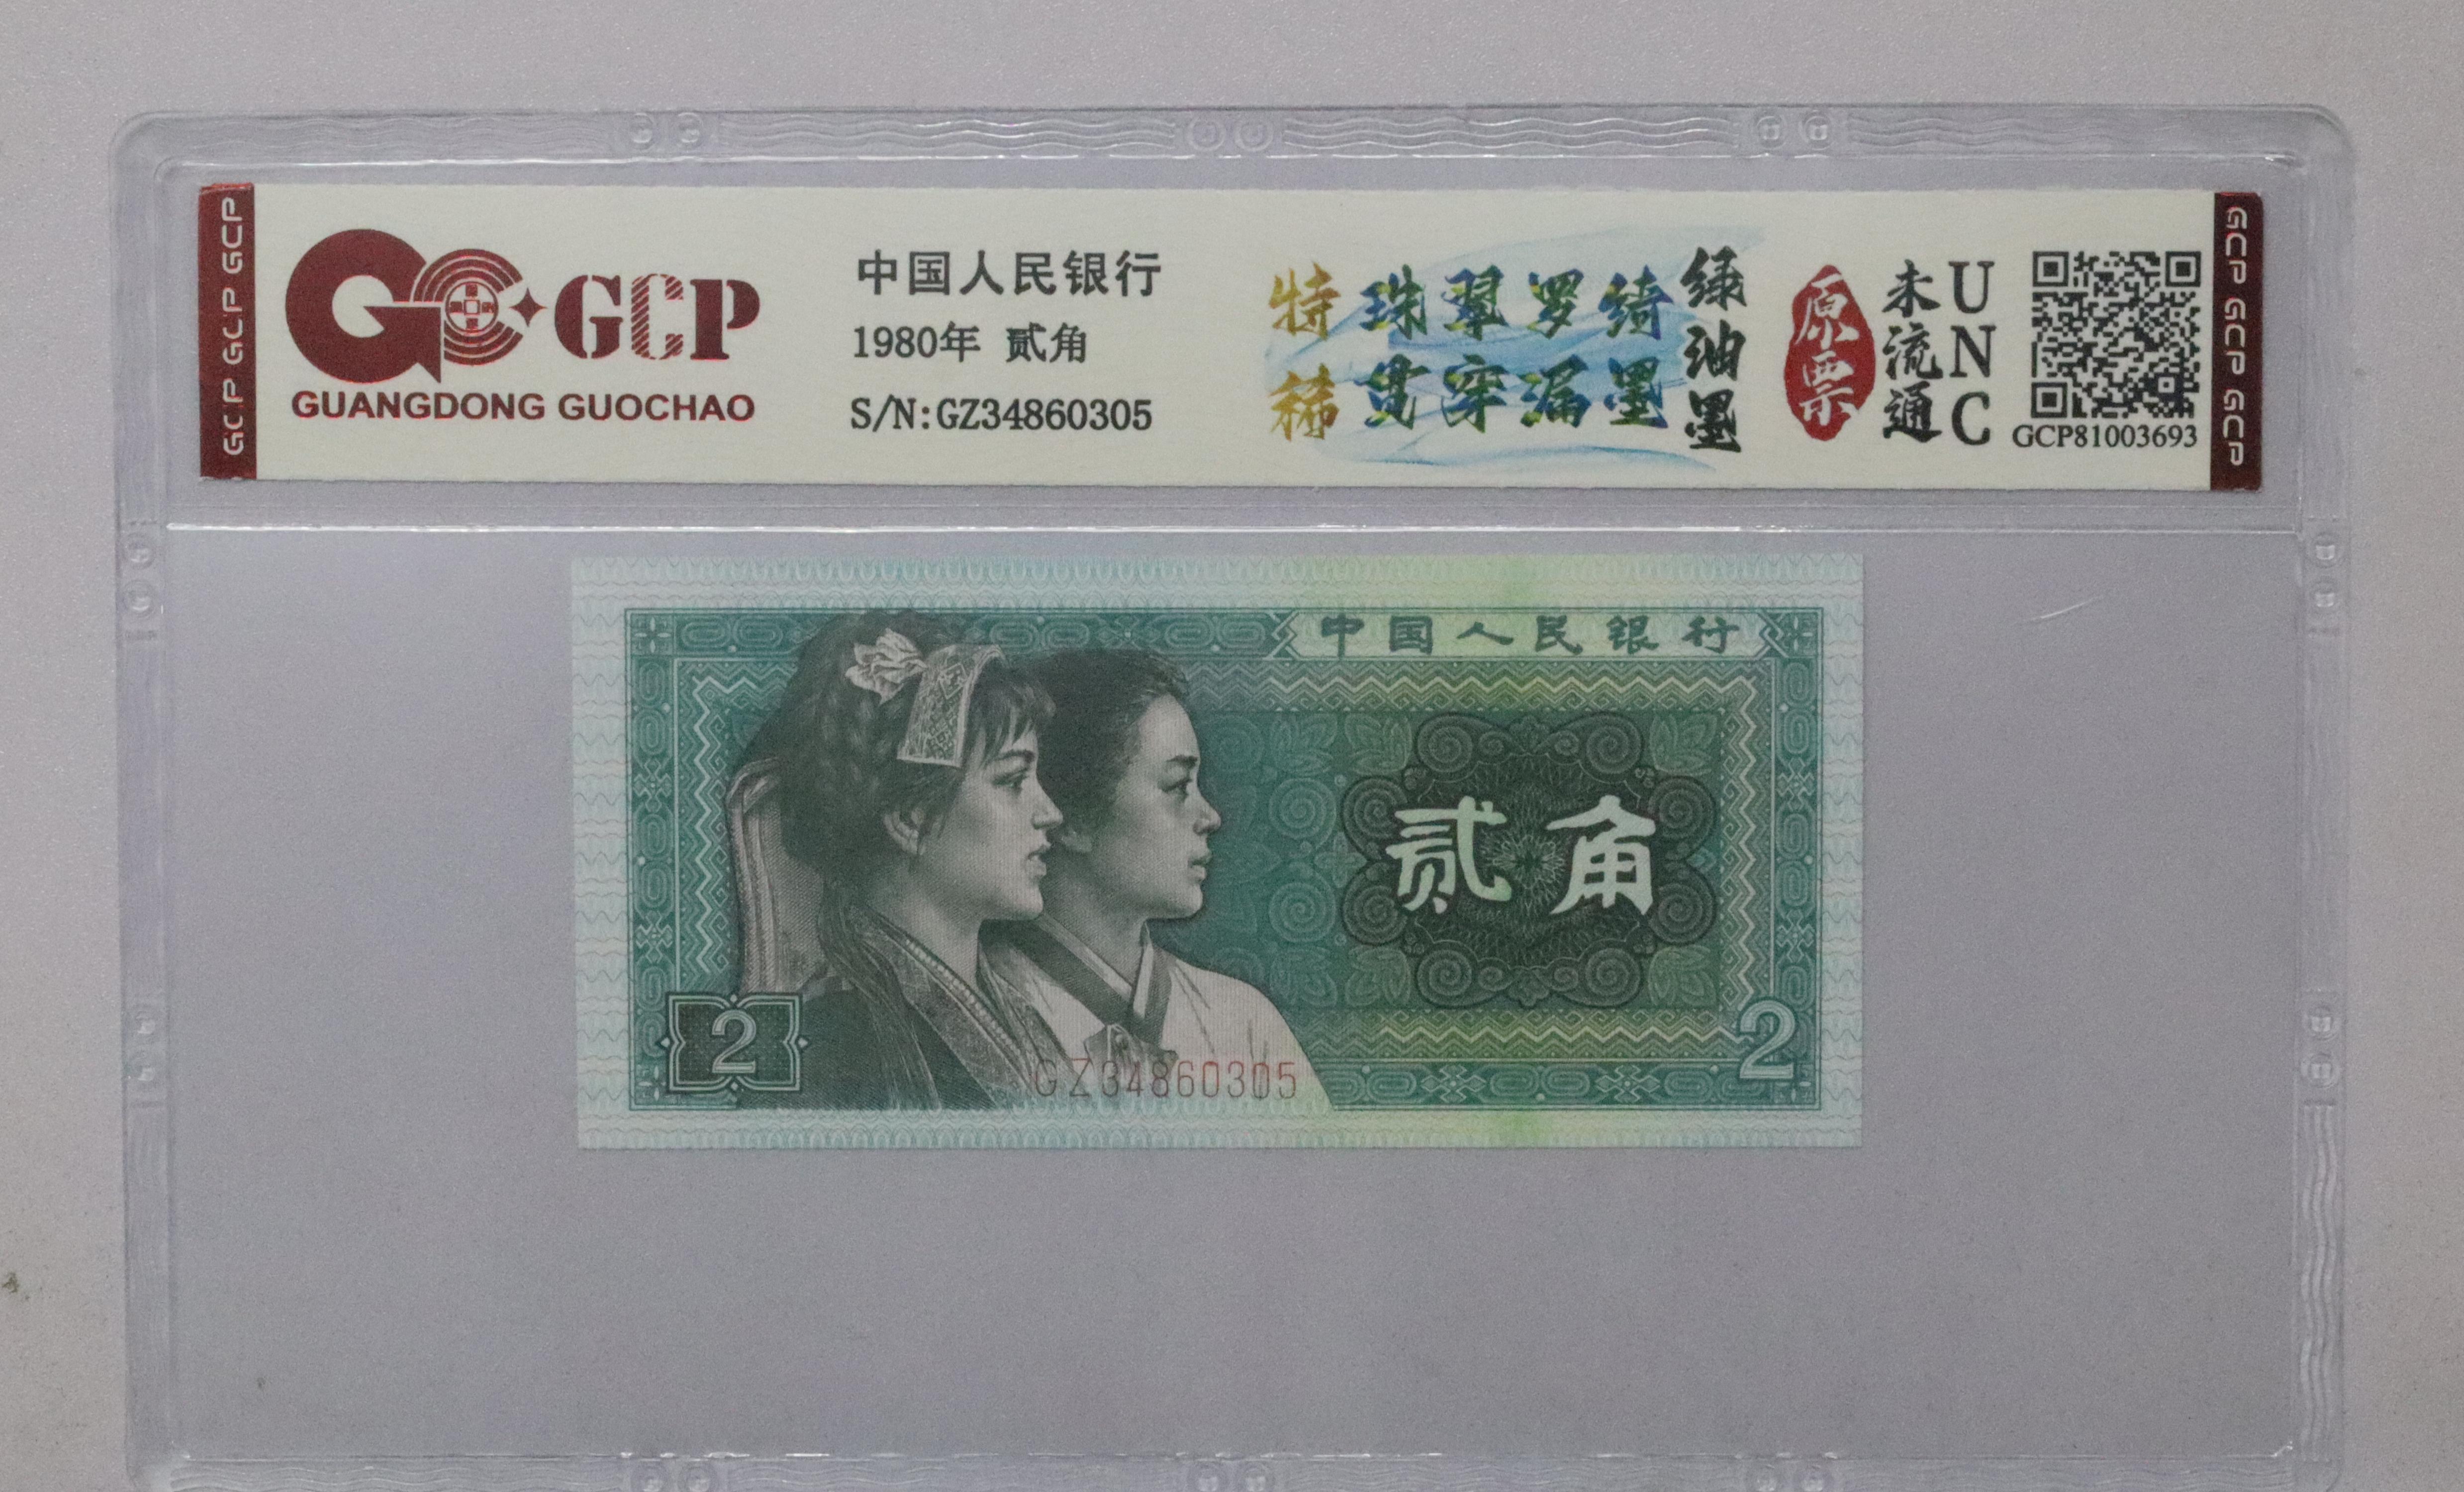 GCP GCP GCP
GCP
GUANGDONG GUOCHAO
中国人民银行
1980年 贰角
S/N:GZ34860305
特稀
珠翠罗绮
贯穿漏墨
绿油墨
原票
未流通
UNC
GCP81003693
GCP GCP GCP
中国人民银行
贰角
2
GZ34860305
2